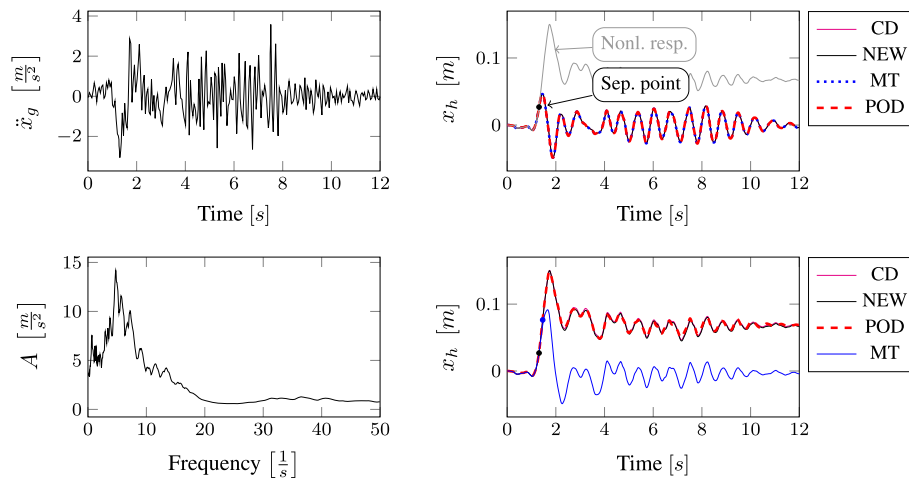 4
2
0
−2
0 2 4 6 8 10 12
Time [s]
ẍ_g [m/s²]
0.1
0
0 2 4 6 8 10 12
Time [s]
x_h [m]
Nonl. resp.
Sep. point
CD
NEW
MT
POD
15
10
5
0
0 10 20 30 40 50
Frequency [1/s]
A [m/s²]
0.1
0
0 2 4 6 8 10 12
Time [s]
x_h [m]
CD
NEW
POD
MT